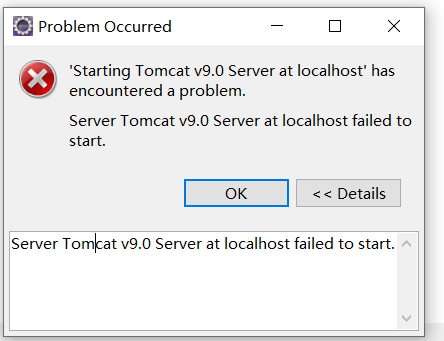 Problem Occurred
'Starting Tomcat v9.0 Server at localhost' has
encountered a problem.
Server Tomcat v9.0 Server at localhost failed to
start.
OK
<< Details
Server Tomcat v9.0 Server at localhost failed to start.